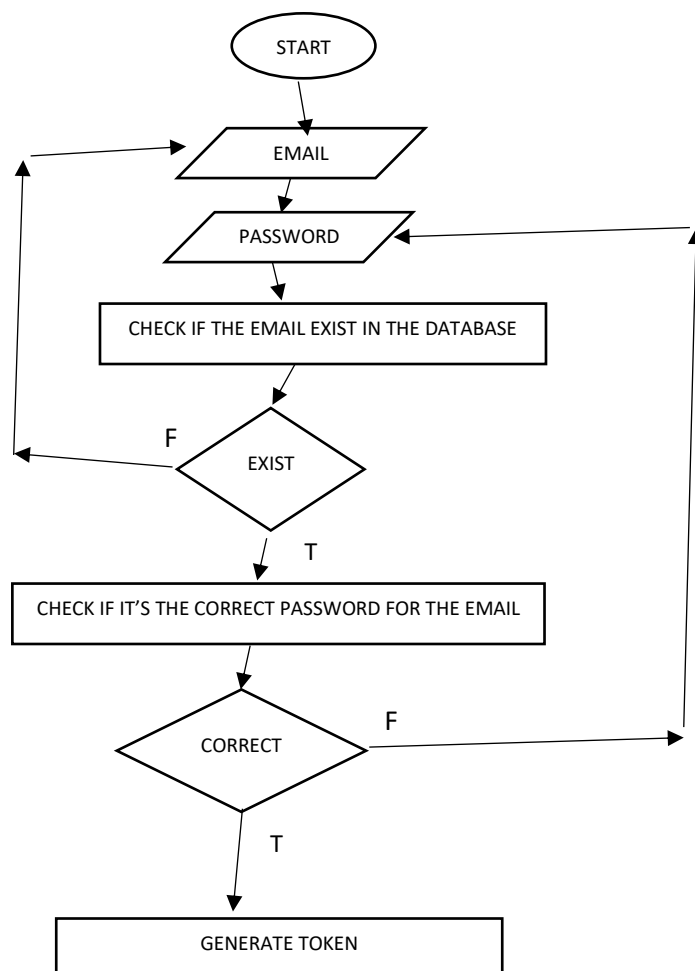 START
EMAIL
PASSWORD
CHECK IF THE EMAIL EXIST IN THE DATABASE
F
EXIST
T
CHECK IF IT’S THE CORRECT PASSWORD FOR THE EMAIL
F
CORRECT
T
GENERATE TOKEN